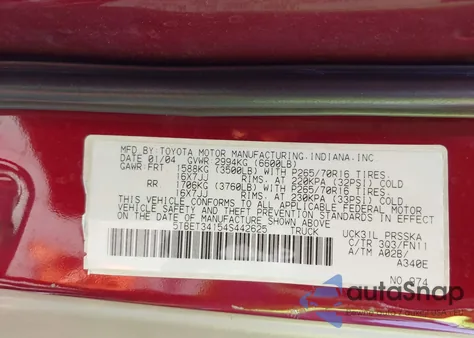 MFD.BY:TOYOTA MOTOR MANUFACTURING,INDIANA,INC.
DATE 01/04 GVWR 2994KG (6600LB)
GAWR FRT 1588KG (3500LB) WITH P265/70R16 TIRES.
16X7JJ RIMS. AT 220KPA (32PSI) COLD
RR 1706KG (3760LB) WITH P265/70R16 TIRES.
16X7JJ RIMS. AT 230KPA (33PSI) COLD
THIS VEHICLE CONFORMS TO ALL APPLICABLE FEDERAL MOTOR
VEHICLE SAFETY AND THEFT PREVENTION STANDARDS IN EFFECT
ON THE DATE OF MANUFACTURE SHOWN ABOVE.
5TBET34154S442625 TRUCK
UCK31L PRSSKA
C/TR 3Q3/FN11
A/TM A02B/
A340E
NO. 874
autoSnap